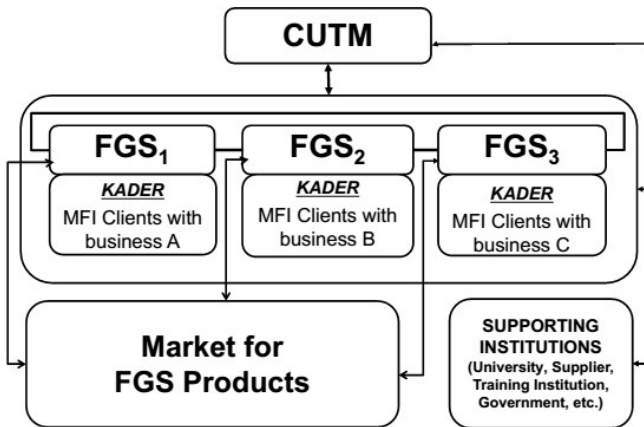 CUTM
FGS₁
KADER
MFI Clients with
business A
FGS₂
KADER
MFI Clients with
business B
FGS₃
KADER
MFI Clients with
business C
Market for
FGS Products
SUPPORTING
INSTITUTIONS
(University, Supplier,
Training Institution,
Government, etc.)